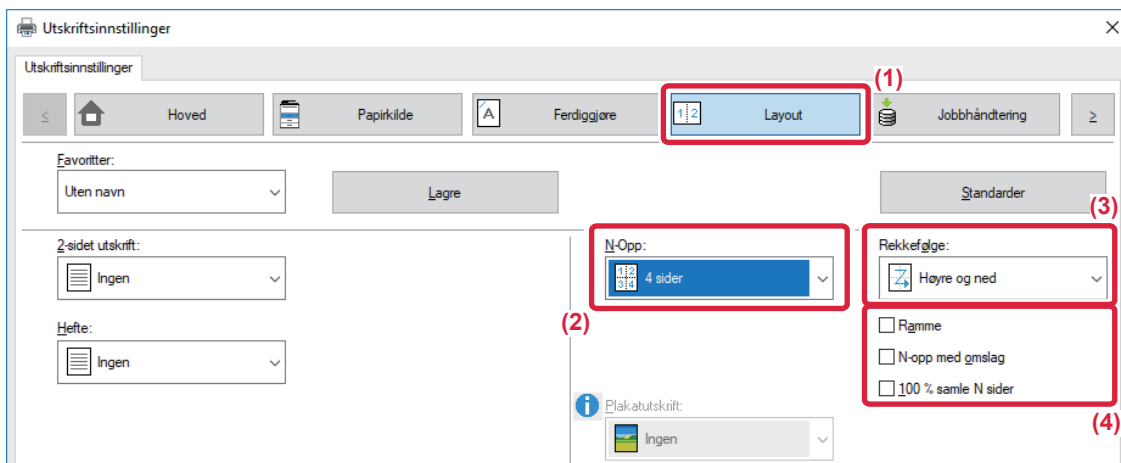 Utskriftsinnstillinger
Utskriftsinnstillinger
(1)
< Hoved Papirkilde Ferdiggjøre Layout Jobbhåndtering >
Favoritter:
Uten navn Lagre Standarder
(3)
2-sidet utskrift: N-Opp: Rekkefølge:
Ingen 4 sider Høyre og ned
(2)
Hefte: Ramme
Ingen N-opp med omslag
100 % samle N sider
Plakatutskrift: (4)
Ingen